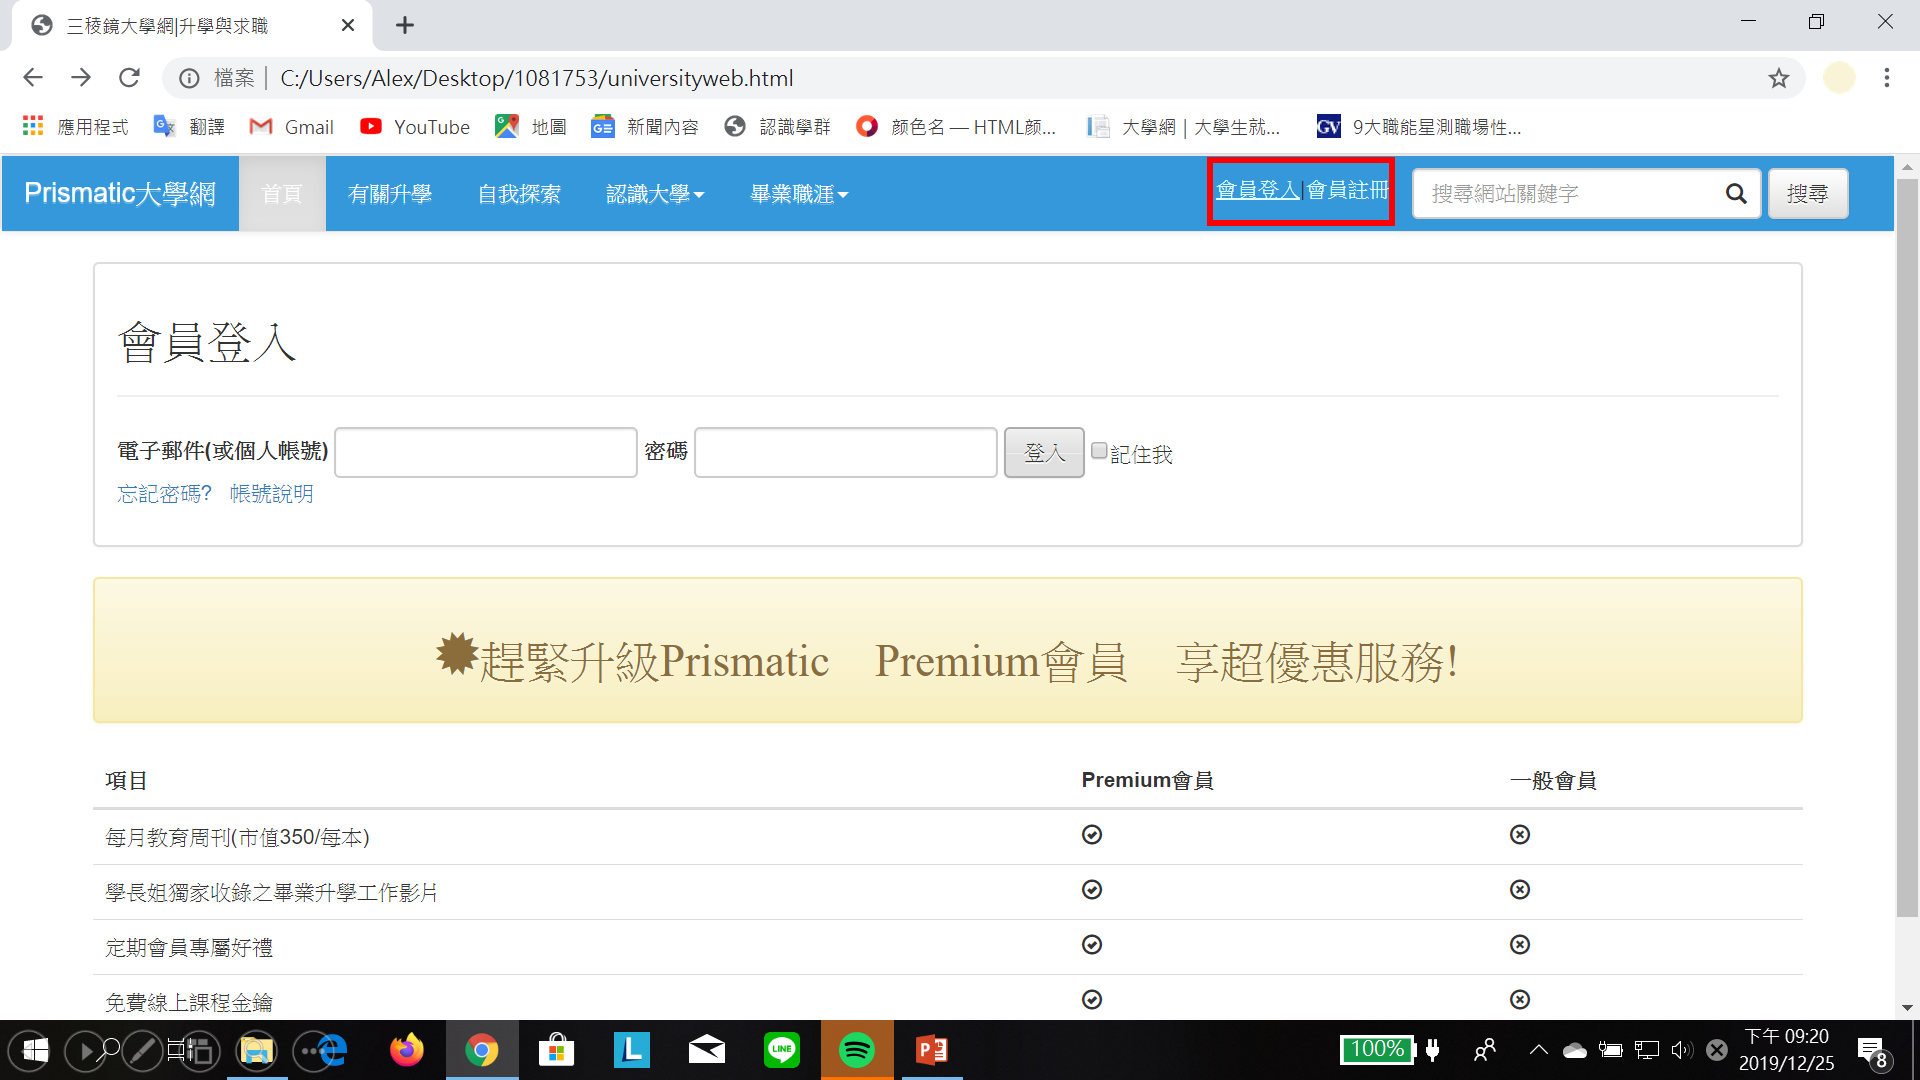 三稜鏡大學網|升學與求職
檔案 | C:/Users/Alex/Desktop/1081753/universityweb.html
應用程式 翻譯 Gmail YouTube 地圖 新聞內容 認識學群 颜色名 — HTML颜... 大學網 | 大學生就... GV 9大職能星測職場性...
Prismatic大學網 首頁 有關升學 自我探索 認識大學 畢業職涯 會員登入|會員註冊 搜尋網站關鍵字 搜尋
會員登入
電子郵件(或個人帳號) 密碼 登入 記住我
忘記密碼? 帳號說明
趕緊升級Prismatic Premium會員 享超優惠服務!
項目 Premium會員 一般會員
每月教育周刊(市值350/每本)
學長姐獨家收錄之畢業升學工作影片
定期會員專屬好禮
免費線上課程金鑰
L LINE 100% 下午 09:20
2019/12/25 8